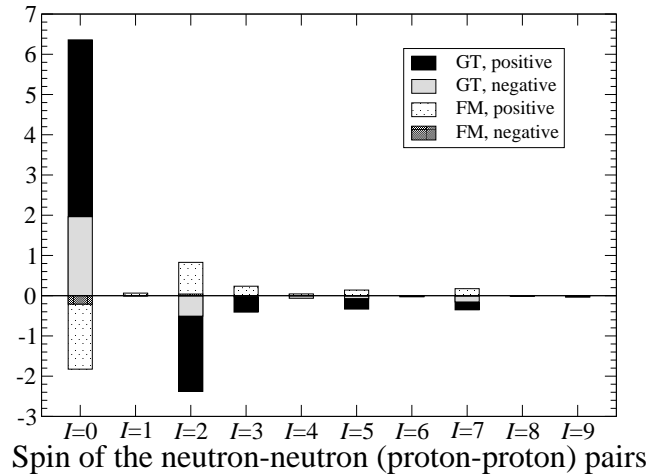 7
6
5
4
3
2
1
0
-1
-2
-3
GT, positive
GT, negative
FM, positive
FM, negative
I=0 I=1 I=2 I=3 I=4 I=5 I=6 I=7 I=8 I=9
Spin of the neutron-neutron (proton-proton) pairs